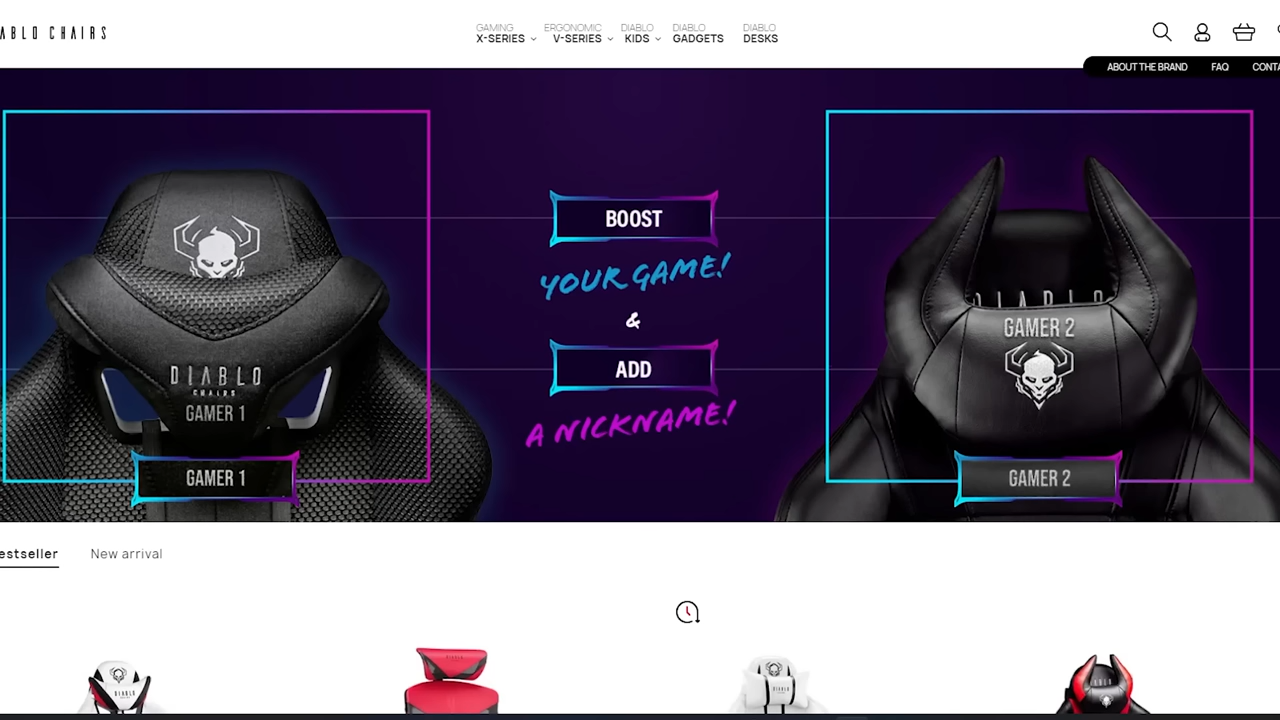 ABLO CHAIRS
GAMING
X-SERIES
ERGONOMIC
V-SERIES
DIABLO
KIDS
DIABLO
GADGETS
DIABLO
DESKS
ABOUT THE BRAND
FAQ
CONTA
DIABLO
CHAIRS
GAMER 1
GAMER 1
BOOST
YOUR GAME!
&
ADD
A NICKNAME!
DIABLO
GAMER 2
GAMER 2
estseller
New arrival